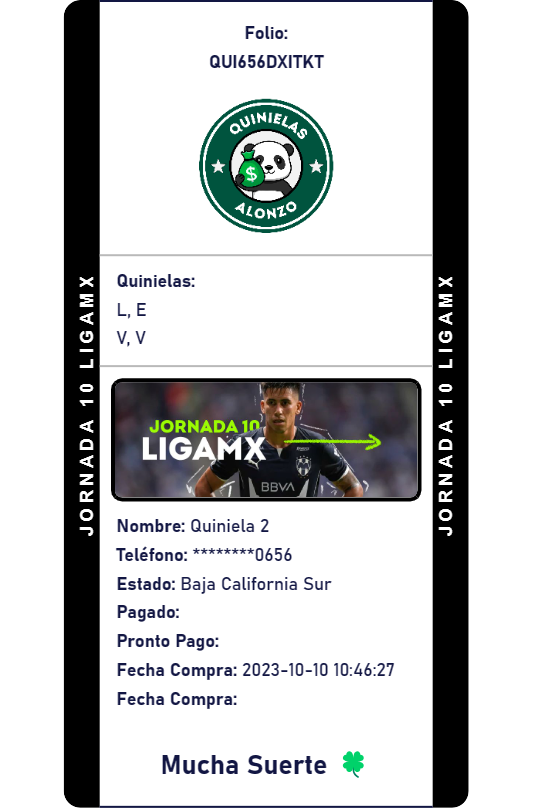 Folio:
QUI656DXITKT
QUINIELAS
$
ALONZO
Quinielas:
L, E
V, V
JORNADA 10 LIGAMX
JORNADA 10 LIGAMX
JORNADA 10
LIGAMX
BBVA
Nombre: Quiniela 2
Teléfono: ********0656
Estado: Baja California Sur
Pagado:
Pronto Pago:
Fecha Compra: 2023-10-10 10:46:27
Fecha Compra:
Mucha Suerte 🍀